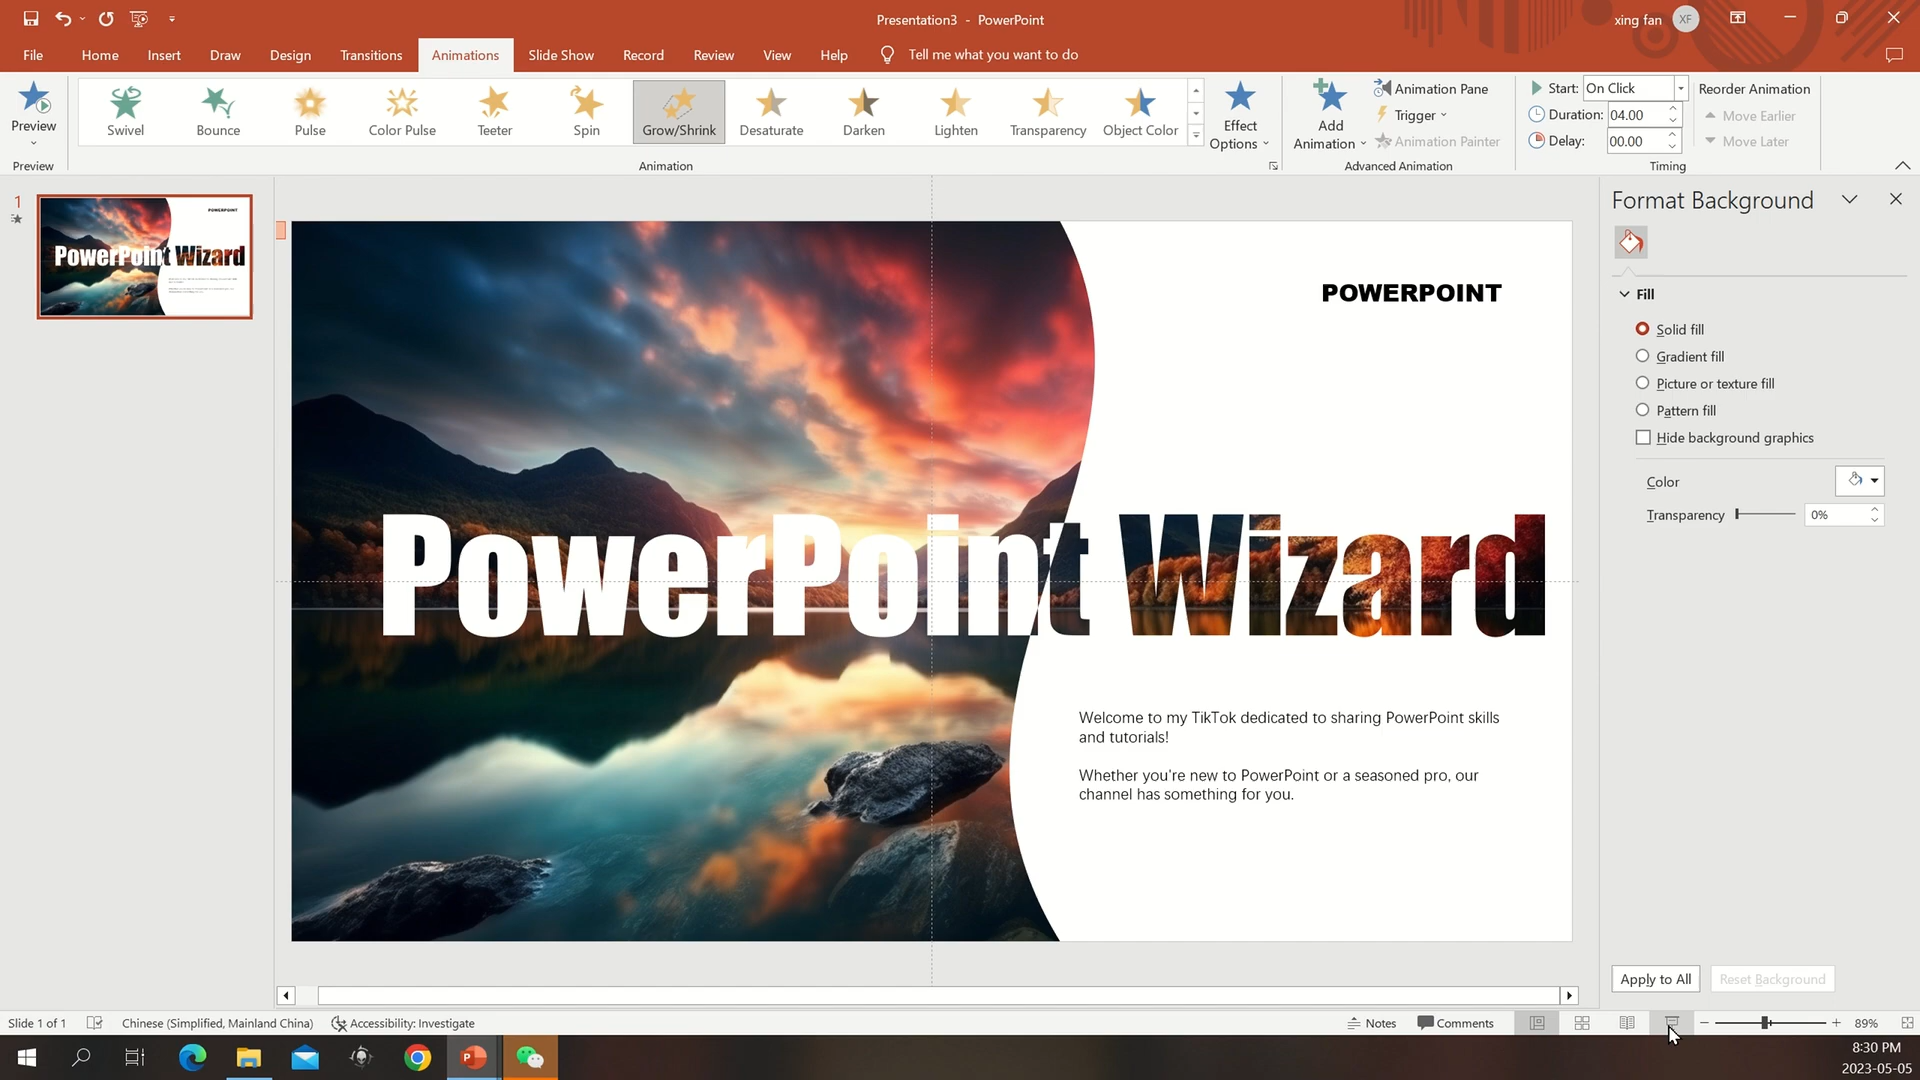 Presentation3 - PowerPoint
xing fan
XF
File
Home
Insert
Draw
Design
Transitions
Animations
Slide Show
Record
Review
View
Help
Tell me what you want to do
Preview
Swivel
Bounce
Pulse
Color Pulse
Teeter
Spin
Grow/Shrink
Desaturate
Darken
Lighten
Transparency
Object Color
Effect
Options
Add
Animation
Animation Pane
Trigger
Animation Painter
Start: On Click
Duration: 04.00
Delay: 00.00
Reorder Animation
Move Earlier
Move Later
Preview
Animation
Advanced Animation
Timing
1
POWERPOINT
PowerPoint Wizard
POWERPOINT
PowerPoint Wizard
Welcome to my TikTok dedicated to sharing PowerPoint skills
and tutorials!
Whether you're new to PowerPoint or a seasoned pro, our
channel has something for you.
Format Background
Fill
Solid fill
Gradient fill
Picture or texture fill
Pattern fill
Hide background graphics
Color
Transparency
0%
Apply to All
Reset Background
Slide 1 of 1
Chinese (Simplified, Mainland China)
Accessibility: Investigate
Notes
Comments
89%
8:30 PM
2023-05-05